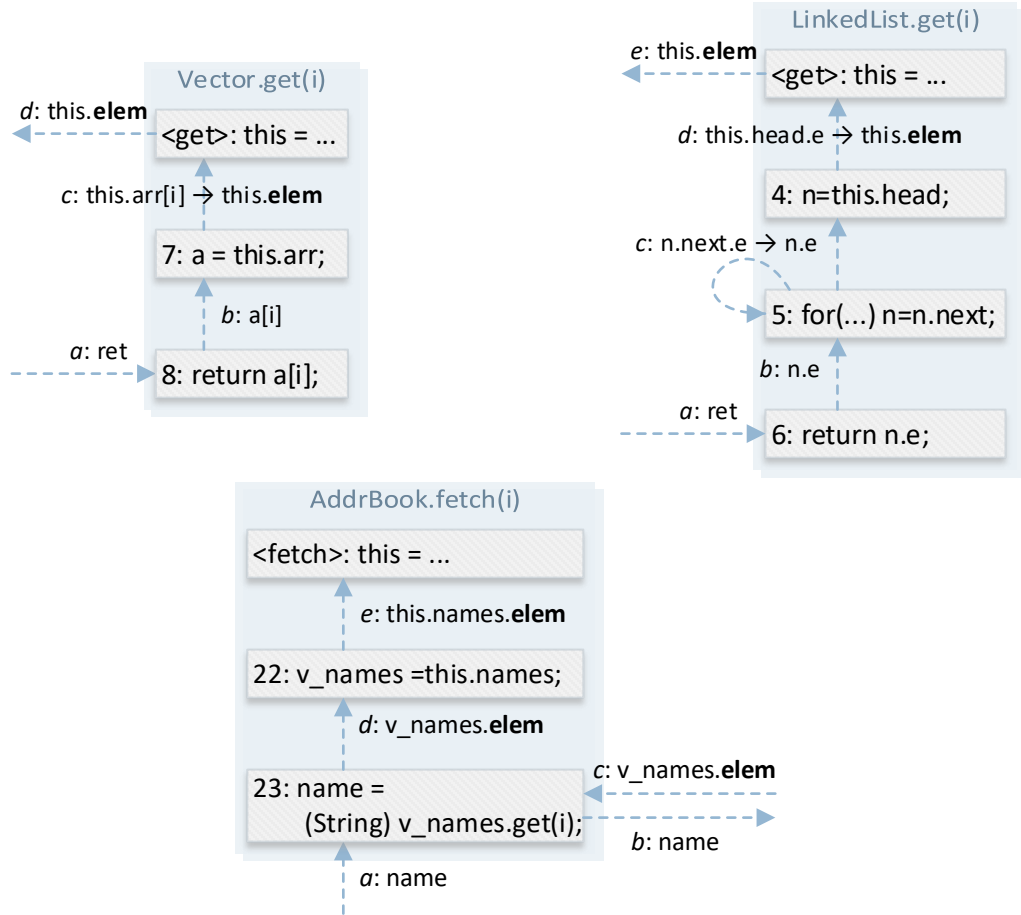 Vector.get(i)
d: this.elem
<get>: this = ...
c: this.arr[i] → this.elem
7: a = this.arr;
b: a[i]
a: ret
8: return a[i];
LinkedList.get(i)
e: this.elem
<get>: this = ...
d: this.head.e → this.elem
4: n=this.head;
c: n.next.e → n.e
5: for(...) n=n.next;
b: n.e
a: ret
6: return n.e;
AddrBook.fetch(i)
<fetch>: this = ...
e: this.names.elem
22: v_names =this.names;
d: v_names.elem
c: v_names.elem
23: name =
(String) v_names.get(i);
b: name
a: name